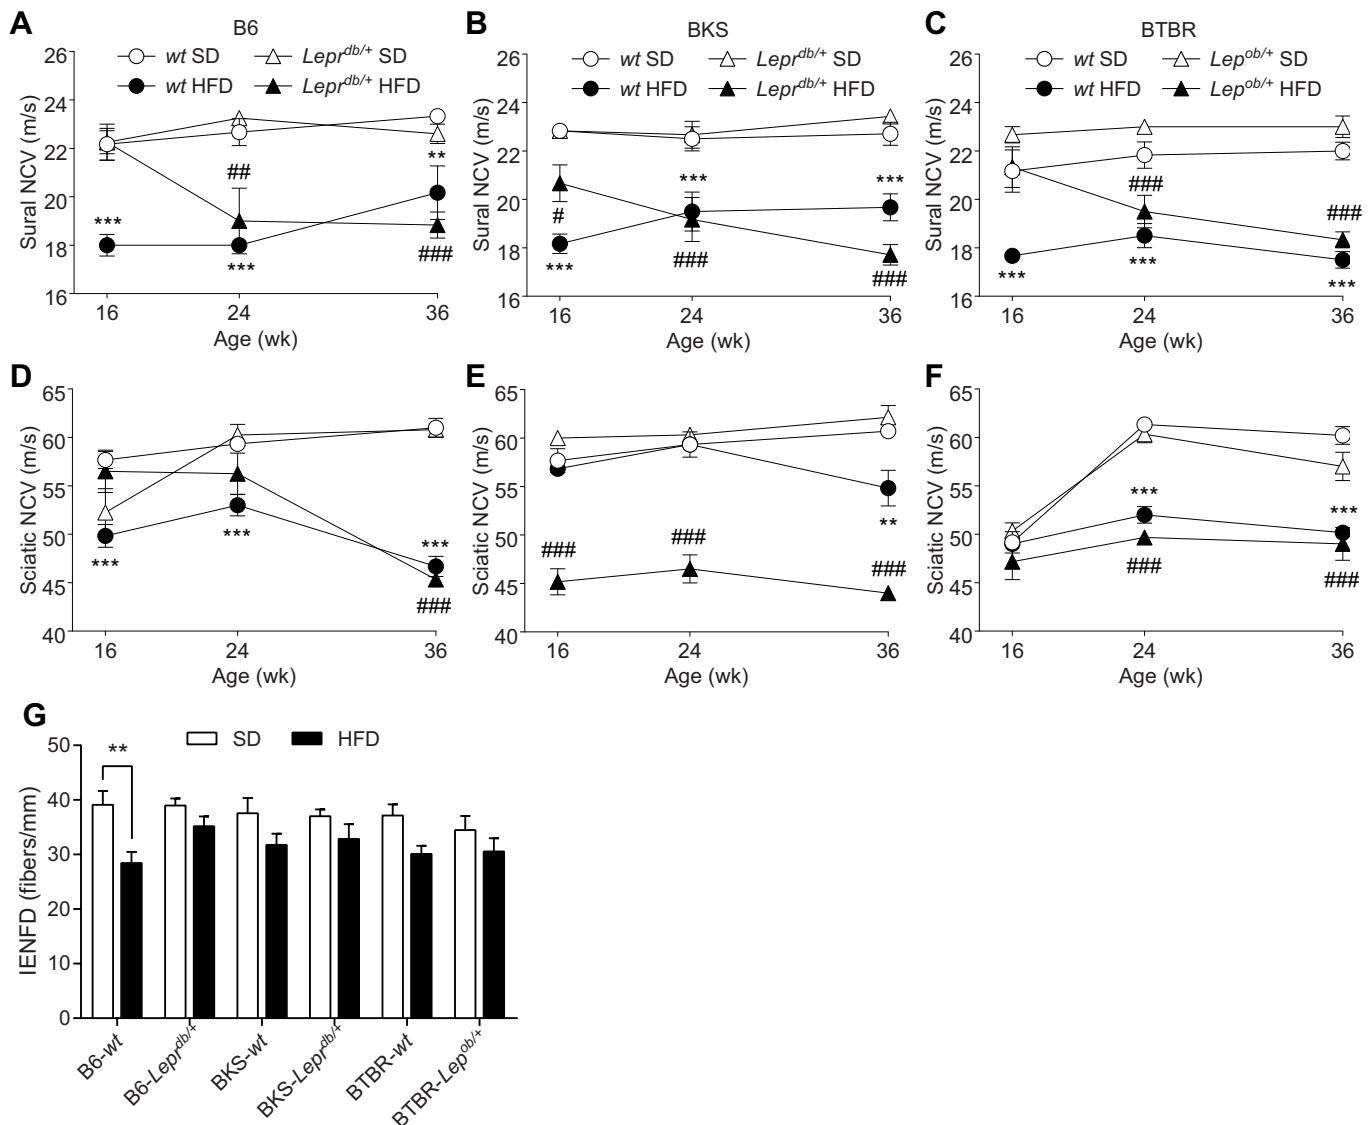 A B6
wt SD Lepr^db/+ SD
wt HFD Lepr^db/+ HFD
Sural NCV (m/s)
26
24
22
20
18
16
***
##
***
**
###
16 24 36
Age (wk)
B BKS
wt SD Lepr^db/+ SD
wt HFD Lepr^db/+ HFD
Sural NCV (m/s)
26
24
22
20
18
16
#
***
***
###
***
###
16 24 36
Age (wk)
C BTBR
wt SD Lep^ob/+ SD
wt HFD Lep^ob/+ HFD
Sural NCV (m/s)
26
24
22
20
18
16
***
###
***
###
***
16 24 36
Age (wk)
D
Sciatic NCV (m/s)
65
60
55
50
45
40
***
***
***
###
16 24 36
Age (wk)
E
Sciatic NCV (m/s)
65
60
55
50
45
40
###
###
**
###
16 24 36
Age (wk)
F
Sciatic NCV (m/s)
65
60
55
50
45
40
***
###
***
###
16 24 36
Age (wk)
G
SD HFD
IENFD (fibers/mm)
50
40
30
20
10
0
**
B6-wt
B6-Lepr^db/+
BKS-wt
BKS-Lepr^db/+
BTBR-wt
BTBR-Lep^ob/+